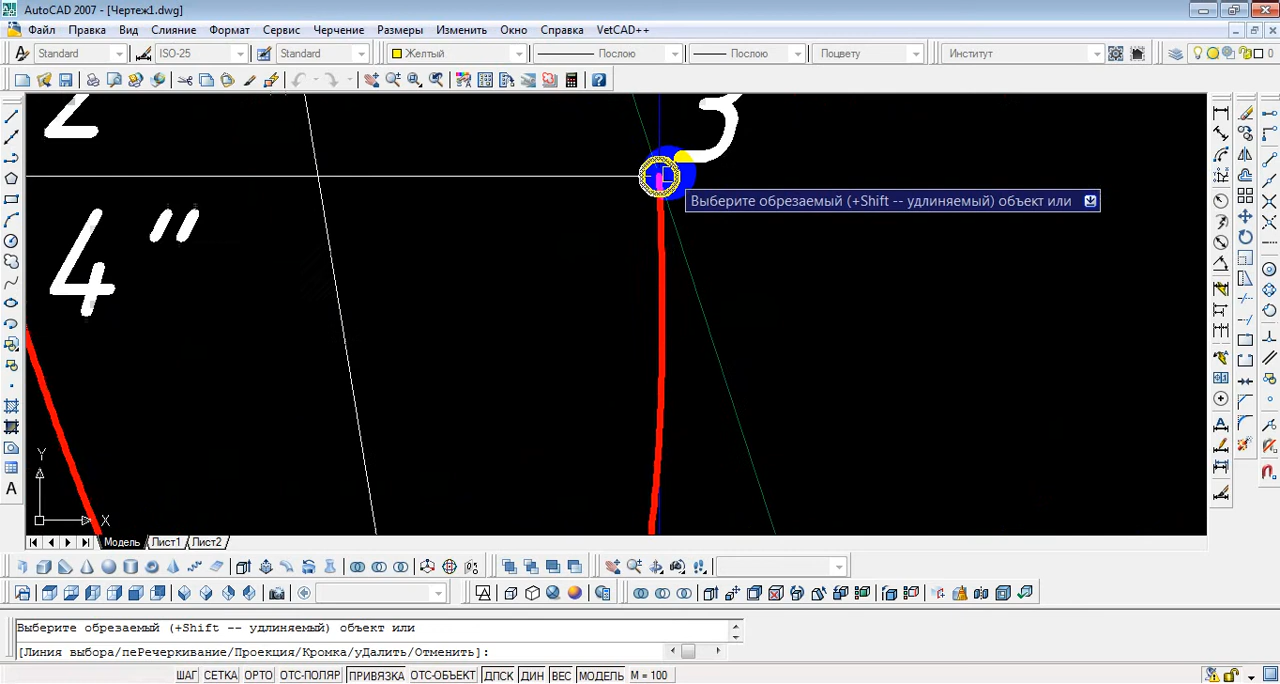 AutoCAD 2007 - [Чертеж1.dwg]
Файл Правка Вид Слияние Формат Сервис Черчение Размеры Изменить Окно Справка VetCAD++
Standard ISO-25 Standard Желтый Послою Послою Поцвету Институт 0
2 3
Выберите обрезаемый (+Shift -- удлиняемый) объект или
4"
Y
X
A
Модель Лист1 Лист2
Выберите обрезаемый (+Shift -- удлиняемый) объект или
[Линия выбора/пеРечеркивание/Проекция/Кромка/уДалить/Отменить]:
ШАГ СЕТКА ОРТО ОТС-ПОЛЯР ПРИВЯЗКА ОТС-ОБЪЕКТ ДПСК ДИН ВЕС МОДЕЛЬ М = 100